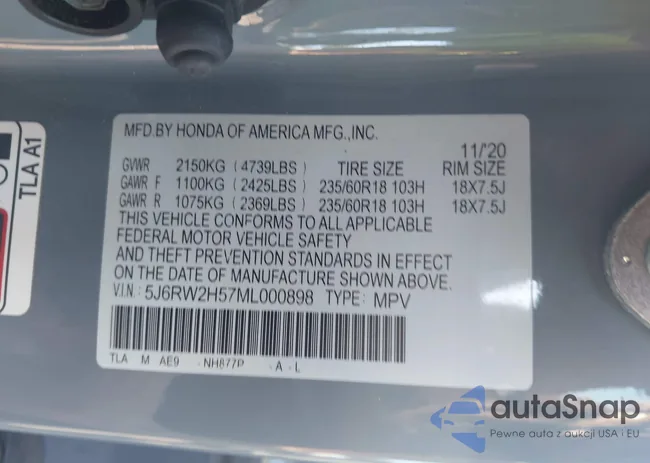 MFD.BY HONDA OF AMERICA MFG.,INC.
11/'20
GVWR 2150KG (4739LBS) TIRE SIZE RIM SIZE
GAWR F 1100KG (2425LBS) 235/60R18 103H 18X7.5J
GAWR R 1075KG (2369LBS) 235/60R18 103H 18X7.5J
THIS VEHICLE CONFORMS TO ALL APPLICABLE
FEDERAL MOTOR VEHICLE SAFETY
AND THEFT PREVENTION STANDARDS IN EFFECT
ON THE DATE OF MANUFACTURE SHOWN ABOVE.
V.I.N: 5J6RW2H57ML000898 TYPE: MPV
TLA M AE9 NH877P A - L
TLA A1
autaSnap
Pewne auta z aukcji USA i EU